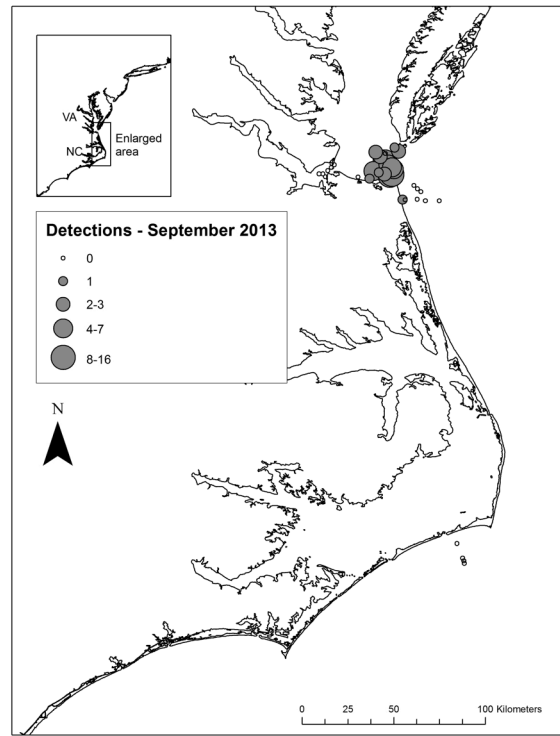 VA
Enlarged
area
NC
Detections - September 2013
0
1
2-3
4-7
8-16
N
0 25 50 100 Kilometers